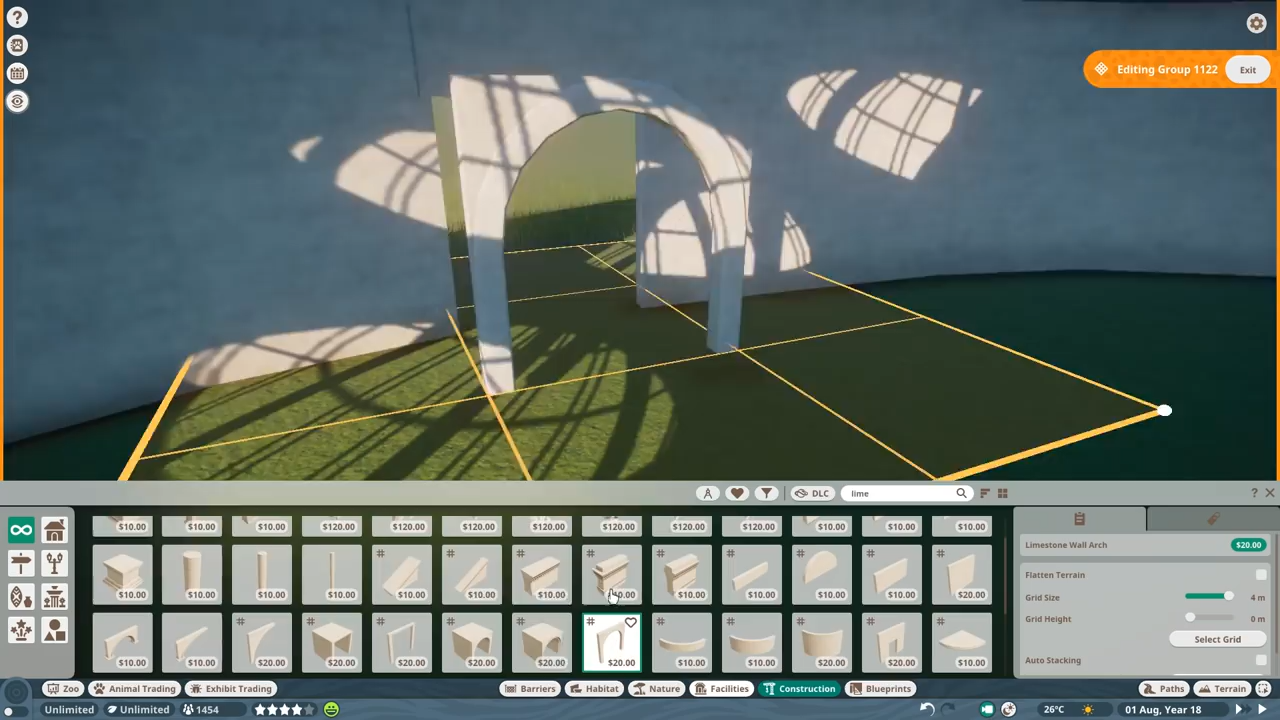 ?
Editing Group 1122 Exit
DLC lime ? ×
$10.00 $10.00 $10.00 $120.00 $120.00 $120.00 $120.00 $120.00 $120.00 $120.00 $10.00 $10.00 $10.00
$10.00 $10.00 $10.00 $10.00 $10.00 $10.00 $10.00 .00 $10.00 $10.00 $10.00 $10.00 $20.00
$10.00 $10.00 $20.00 $20.00 $20.00 $20.00 $20.00 $20.00 $10.00 $10.00 $20.00 $20.00 $10.00
Limestone Wall Arch $20.00
Flatten Terrain
Grid Size 4 m
Grid Height 0 m
Select Grid
Auto Stacking
Zoo Animal Trading Exhibit Trading Barriers Habitat Nature Facilities Construction Blueprints Paths Terrain
Unlimited Unlimited 1454 26°C 01 Aug, Year 18